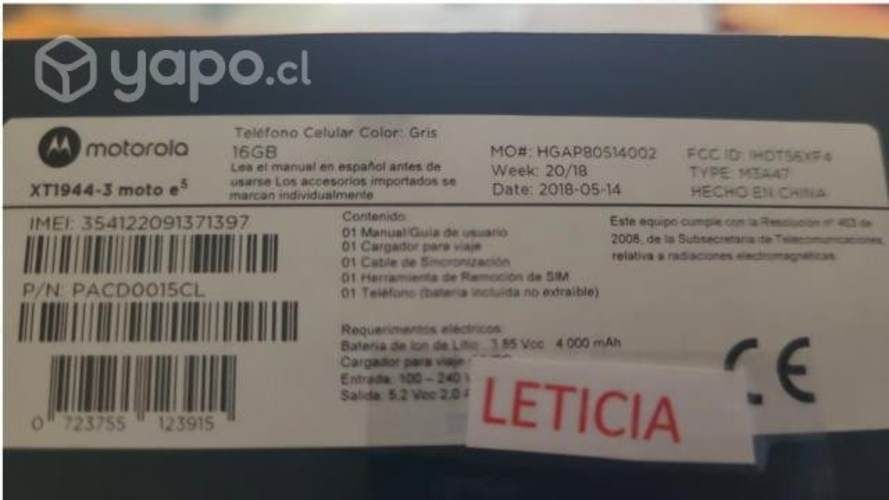 yapo.cl
motorola
XT1944-3 moto e5
Teléfono Celular Color: Gris
16GB
Lea el manual en español antes de
usarse Los accesorios importados se
marcan individualmente
MO#: HGAP80514002
Week: 20/18
Date: 2018-05-14
FCC ID: IHDT56XF4
TYPE: M3A47
HECHO EN CHINA
IMEI: 354122091371397
P/N: PACD0015CL
0 723755 123915
Contenido:
01 Manual/Guía de usuario
01 Cargador para viaje
01 Cable de Sincronización
01 Herramienta de Remoción de SIM
01 Teléfono (batería incluida no extraíble)
Requerimientos eléctricos
Batería de Ion de Litio 3.85 Vcc 4 000 mAh
Cargador para viaje
Entrada: 100 – 240
Salida: 5.2 Vcc 2.0
Este equipo cumple con la Resolución n° 403 de
2008, de la Subsecretaría de Telecomunicaciones,
relativa a radiaciones electromagnéticas.
CE
LETICIA